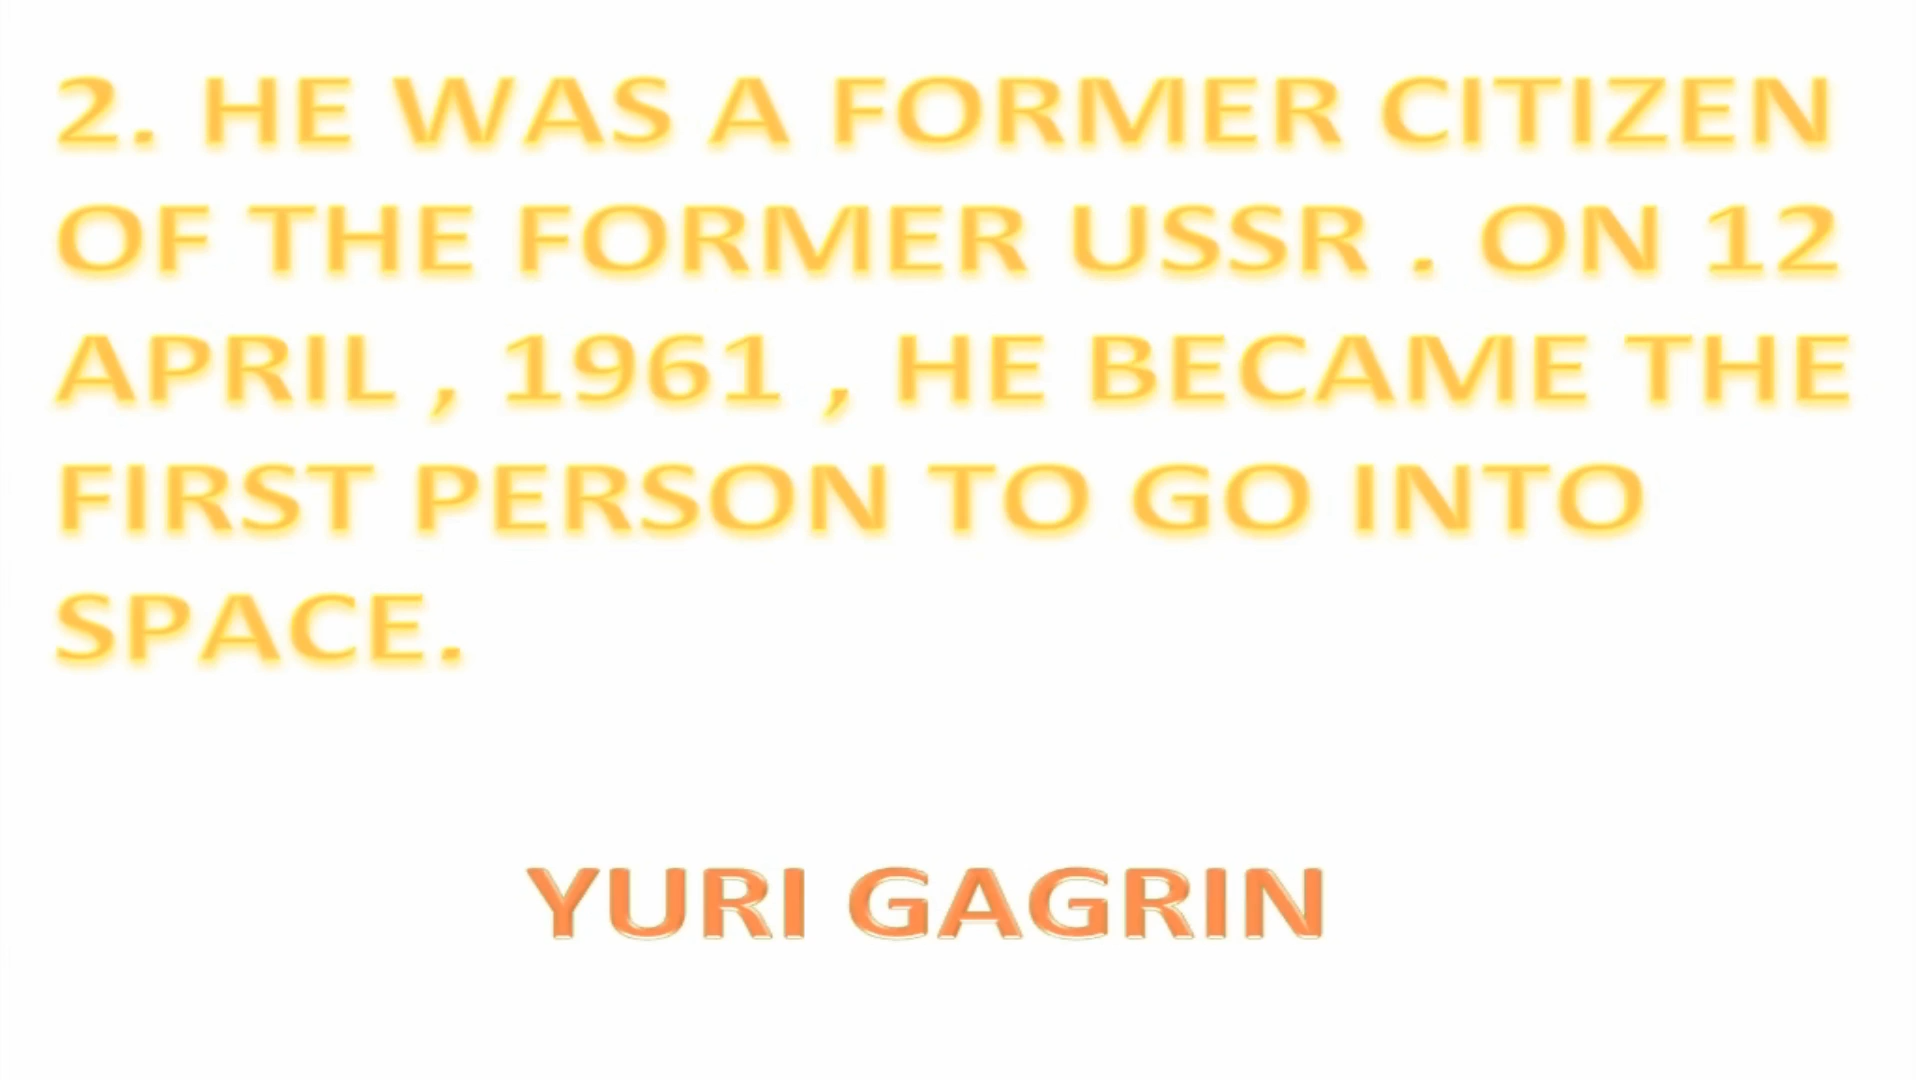 2. HE WAS A FORMER CITIZEN
OF THE FORMER USSR . ON 12
APRIL , 1961 , HE BECAME THE
FIRST PERSON TO GO INTO
SPACE.
YURI GAGRIN